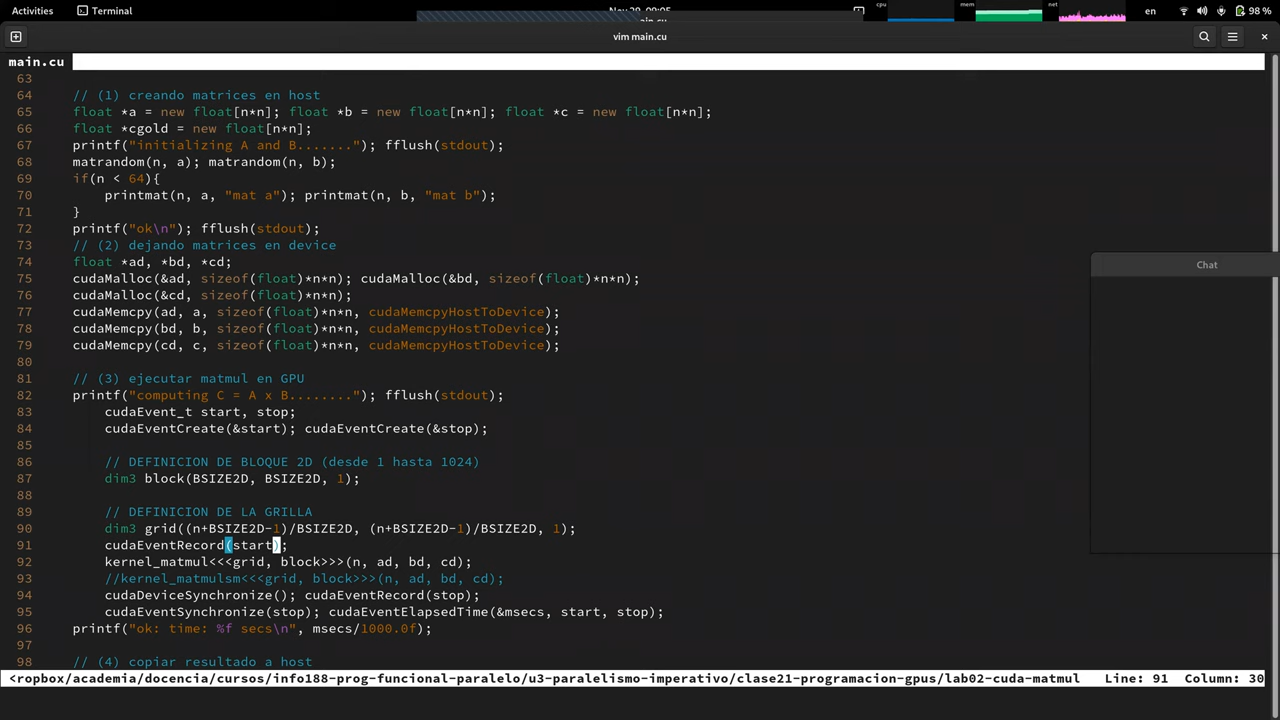 Activities Terminal Nov 29, 09:05 cpu mem net en 98 %
main.cu
vim main.cu
main.cu
63
64 // (1) creando matrices en host
65 float *a = new float[n*n]; float *b = new float[n*n]; float *c = new float[n*n];
66 float *cgold = new float[n*n];
67 printf("initializing A and B......."); fflush(stdout);
68 matrandom(n, a); matrandom(n, b);
69 if(n < 64){
70 printmat(n, a, "mat a"); printmat(n, b, "mat b");
71 }
72 printf("ok\n"); fflush(stdout);
73 // (2) dejando matrices en device
74 float *ad, *bd, *cd;
75 cudaMalloc(&ad, sizeof(float)*n*n); cudaMalloc(&bd, sizeof(float)*n*n);
76 cudaMalloc(&cd, sizeof(float)*n*n);
77 cudaMemcpy(ad, a, sizeof(float)*n*n, cudaMemcpyHostToDevice);
78 cudaMemcpy(bd, b, sizeof(float)*n*n, cudaMemcpyHostToDevice);
79 cudaMemcpy(cd, c, sizeof(float)*n*n, cudaMemcpyHostToDevice);
80
81 // (3) ejecutar matmul en GPU
82 printf("computing C = A x B........"); fflush(stdout);
83 cudaEvent_t start, stop;
84 cudaEventCreate(&start); cudaEventCreate(&stop);
85
86 // DEFINICION DE BLOQUE 2D (desde 1 hasta 1024)
87 dim3 block(BSIZE2D, BSIZE2D, 1);
88
89 // DEFINICION DE LA GRILLA
90 dim3 grid((n+BSIZE2D-1)/BSIZE2D, (n+BSIZE2D-1)/BSIZE2D, 1);
91 cudaEventRecord(start);
92 kernel_matmul<<<grid, block>>>(n, ad, bd, cd);
93 //kernel_matmulsm<<<grid, block>>>(n, ad, bd, cd);
94 cudaDeviceSynchronize(); cudaEventRecord(stop);
95 cudaEventSynchronize(stop); cudaEventElapsedTime(&msecs, start, stop);
96 printf("ok: time: %f secs\n", msecs/1000.0f);
97
98 // (4) copiar resultado a host
<ropbox/academia/docencia/cursos/info188-prog-funcional-paralelo/u3-paralelismo-imperativo/clase21-programacion-gpus/lab02-cuda-matmul Line: 91 Column: 30
Chat